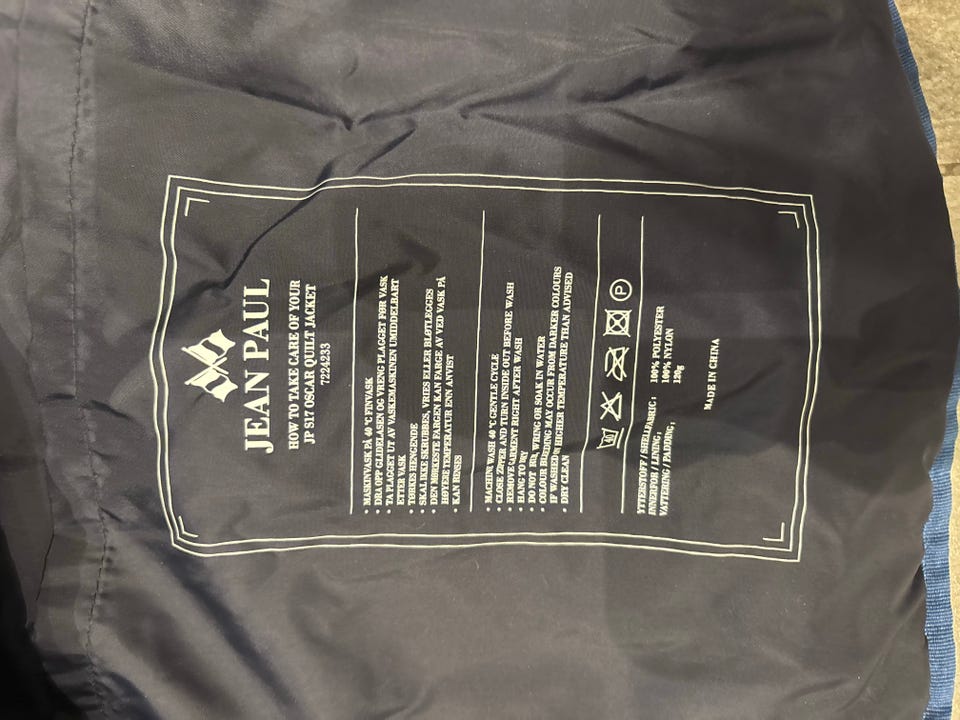 JEAN PAUL
HOW TO TAKE CARE OF YOUR
JP S17 OSCAR QUILT JACKET
7224233
• MASKINVASK PÅ 40 °C FINVASK
• DRA OPP GLIDELÅSEN OG VRENG PLAGGET FØR VASK
• TA PLAGGET UT AV VASKEMASKINEN UMIDDELBART
ETTER VASK
• TØRKES HENGENDE
• SKAL IKKE SKRUBBES, VRIES ELLER BLØTLEGGES
• DEN MØRKESTE FARGEN KAN FARGE AV VED VASK PÅ
HØYERE TEMPERATUR ENN ANVIST
• KAN RENSES
• MACHINE WASH 40 °C GENTLE CYCLE
• CLOSE ZIPPER AND TURN INSIDE OUT BEFORE WASH
• REMOVE GARMENT RIGHT AFTER WASH
• HANG TO DRY
• DO NOT WRING OR SOAK IN WATER
• COLOUR BLEEDING MAY OCCUR FROM DARKER COLOURS
IF WASHED IN HIGHER TEMPERATURE THAN ADVISED
• DRY CLEAN
P
YTTERSTOFF / SHELLFABRIC: 100% POLYESTER
INNERFOR / LINING: 100% NYLON
VATTERING / PADDING: 120g
MADE IN CHINA